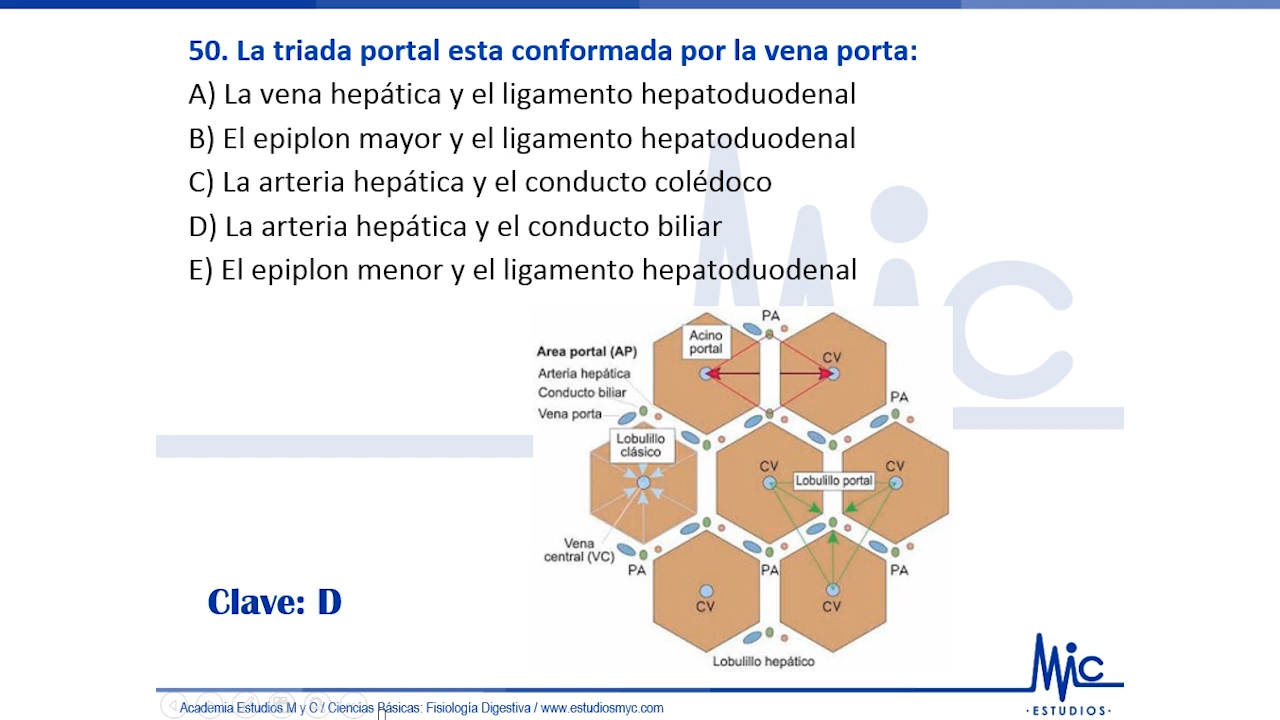 50. La triada portal esta conformada por la vena porta:
A) La vena hepática y el ligamento hepatoduodenal
B) El epiplon mayor y el ligamento hepatoduodenal
C) La arteria hepática y el conducto colédoco
D) La arteria hepática y el conducto biliar
E) El epiplon menor y el ligamento hepatoduodenal
Mic
PA
Acino
portal
CV
Area portal (AP)
Arteria hepática
Conducto biliar
Vena porta
PA
Lobulillo
clásico
CV
CV
Lobulillo portal
Vena
central (VC)
PA
PA
PA
CV
CV
Lobulillo hepático
Clave: D
Mic
·ESTUDIOS·
Academia Estudios M y C / Ciencias Básicas: Fisiología Digestiva / www.estudiosmyc.com